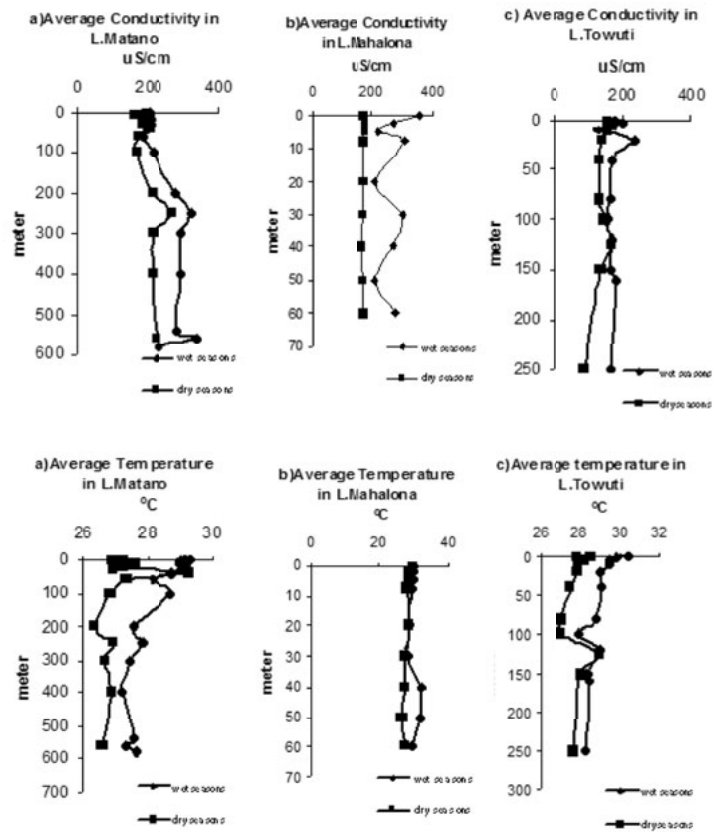 a)Average Conductivity in
L.Matano
uS/cm
0 200 400
0
100
200
300
400
500
600
meter
wet seasons
dry seasons
b)Average Conductivity
in L.Mahalona
uS/cm
0 200 400
0
10
20
30
40
50
60
70
meter
wet seasons
dry seasons
c) Average Conductivity in
L.Towuti
uS/cm
0 200 400
0
50
100
150
200
250
meter
wet seasons
dryseasons
a)Average Temperature
in L.Matano
ºC
26 28 30
0
100
200
300
400
500
600
700
meter
wet seasons
dryseasons
b)Average Temperature
in L.Mahalona
ºC
0 20 40
0
10
20
30
40
50
60
70
meter
wet seasons
dry seasons
c) Average temperature in
L.Towuti
ºC
26 28 30 32
0
50
100
150
200
250
300
wet seasons
dry seasons